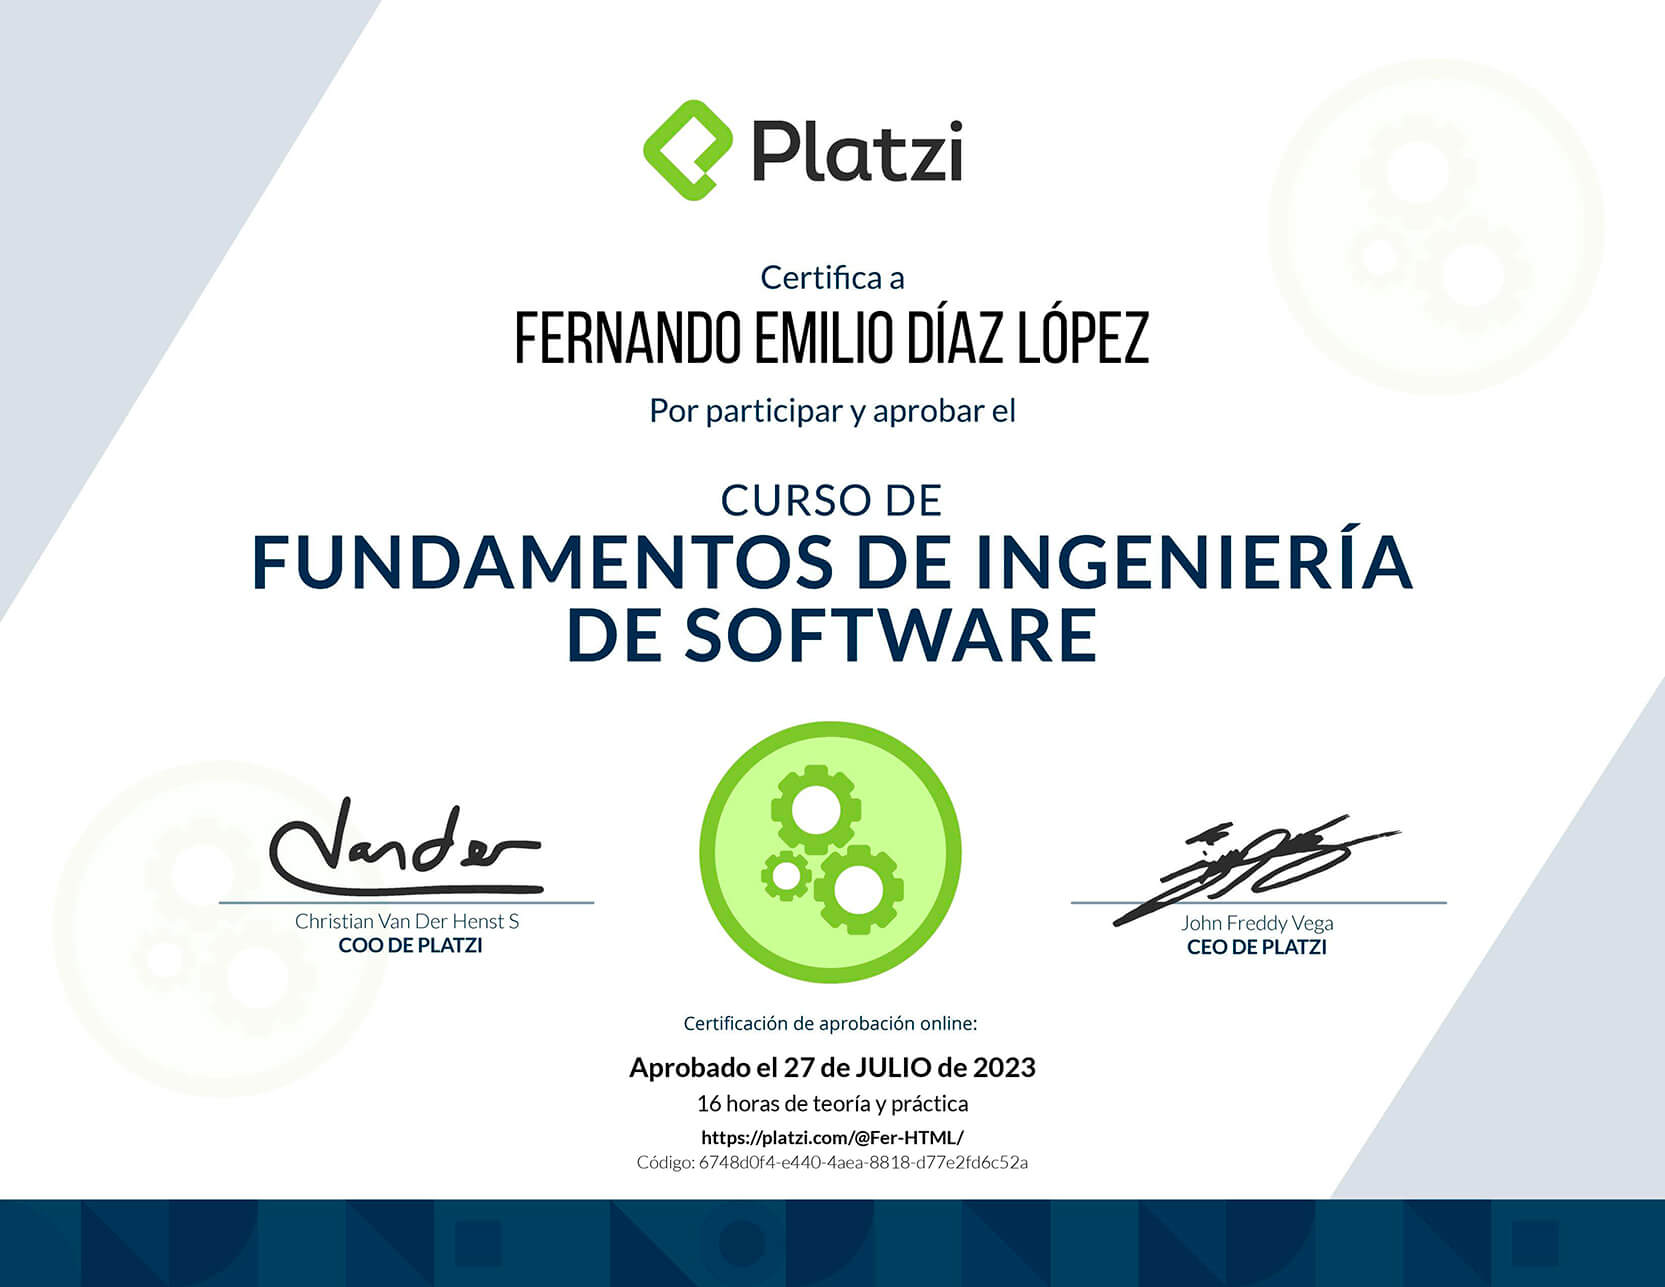 Platzi
Certifica a
FERNANDO EMILIO DÍAZ LÓPEZ
Por participar y aprobar el
CURSO DE
FUNDAMENTOS DE INGENIERÍA
DE SOFTWARE
Vander
Christian Van Der Henst S
COO DE PLATZI
John Freddy Vega
CEO DE PLATZI
Certificación de aprobación online:
Aprobado el 27 de JULIO de 2023
16 horas de teoría y práctica
https://platzi.com/@Fer-HTML/
Código: 6748d0f4-e440-4aea-8818-d77e2fd6c52a